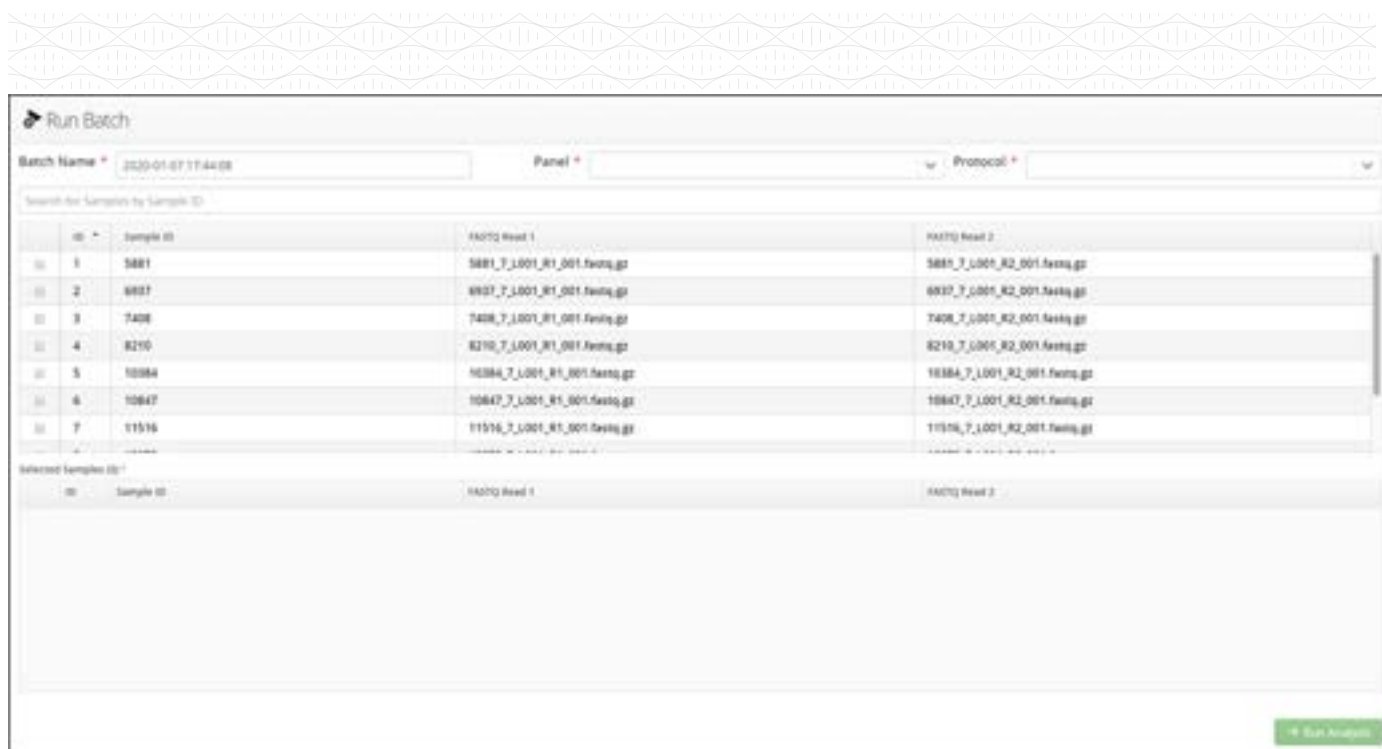 Run Batch
Batch Name * 2020-01-07 17:44:08 Panel * Protocol *
Search for Samples by Sample ID
ID Sample ID FASTQ Read 1 FASTQ Read 2
1 5881 5881_7_L001_R1_001.fastq.gz 5881_7_L001_R2_001.fastq.gz
2 6937 6937_7_L001_R1_001.fastq.gz 6937_7_L001_R2_001.fastq.gz
3 7408 7408_7_L001_R1_001.fastq.gz 7408_7_L001_R2_001.fastq.gz
4 8210 8210_7_L001_R1_001.fastq.gz 8210_7_L001_R2_001.fastq.gz
5 10384 10384_7_L001_R1_001.fastq.gz 10384_7_L001_R2_001.fastq.gz
6 10847 10847_7_L001_R1_001.fastq.gz 10847_7_L001_R2_001.fastq.gz
7 11516 11516_7_L001_R1_001.fastq.gz 11516_7_L001_R2_001.fastq.gz
Selected Samples (0) *
ID Sample ID FASTQ Read 1 FASTQ Read 2
Run Analysis